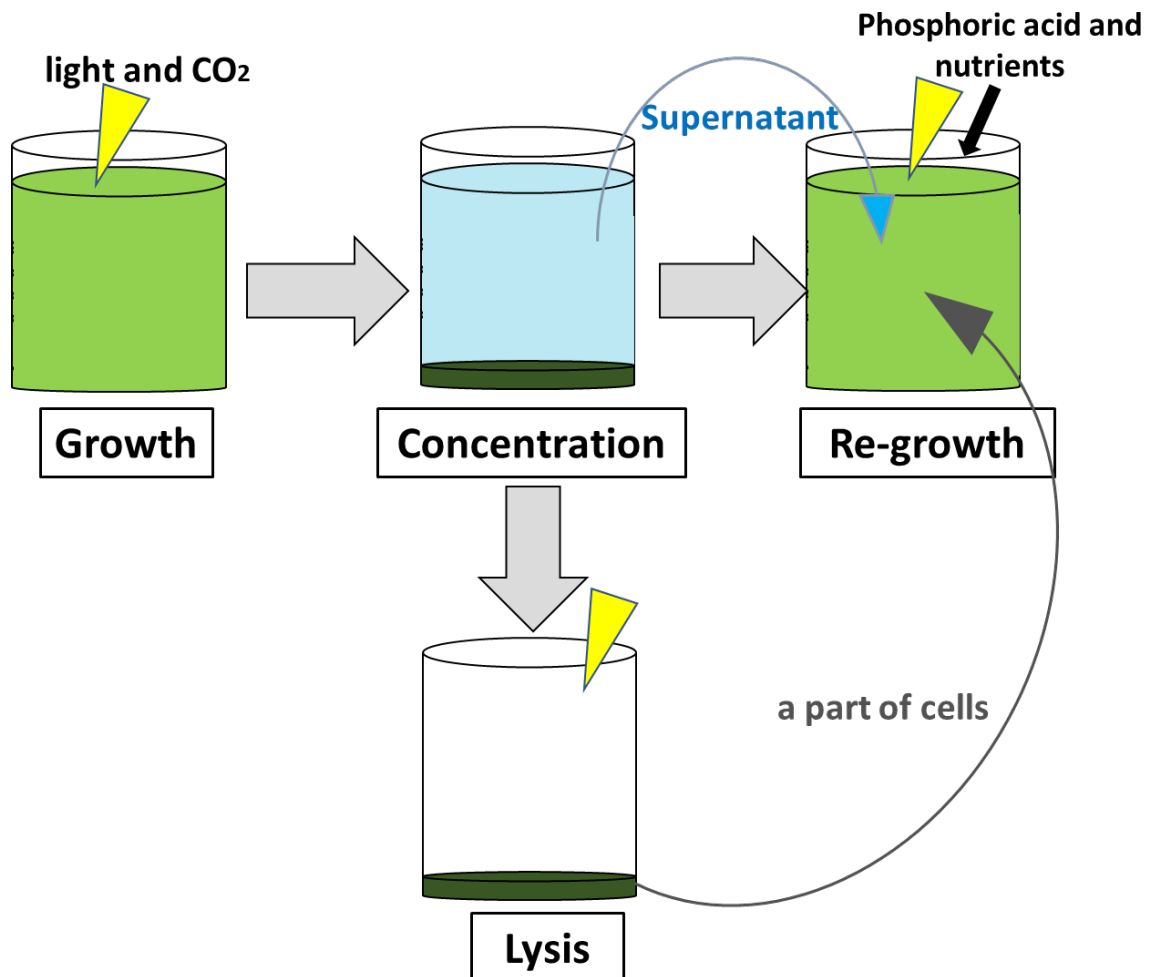 light and CO₂
Phosphoric acid and
nutrients
Supernatant
Growth
Concentration
Re-growth
a part of cells
Lysis